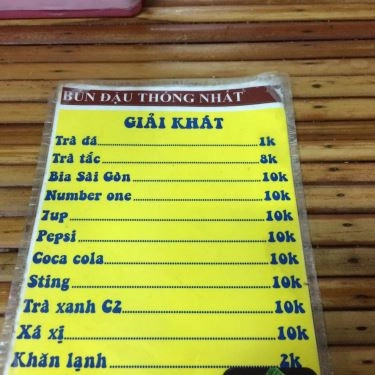 BÚN ĐẬU THỐNG NHẤT
GIẢI KHÁT
Trà đá 1k
Trà tắc 8k
Bia Sài Gòn 10k
Number one 10k
7up 10k
Pepsi 10k
Coca cola 10k
Sting 10k
Trà xanh C2 10k
Xá xị 10k
Khăn lạnh 2k